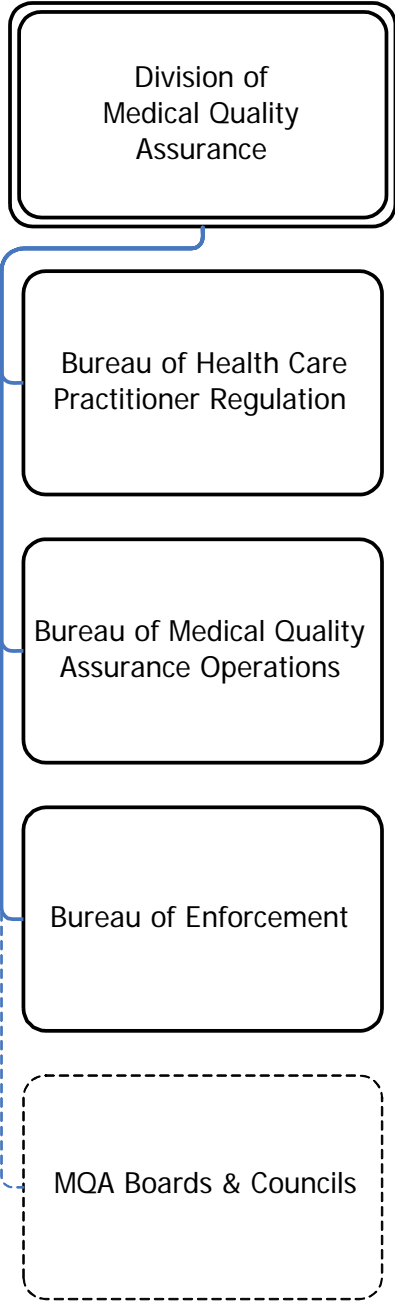 Division of
Medical Quality
Assurance
Bureau of Health Care
Practitioner Regulation
Bureau of Medical Quality
Assurance Operations
Bureau of Enforcement
MQA Boards & Councils